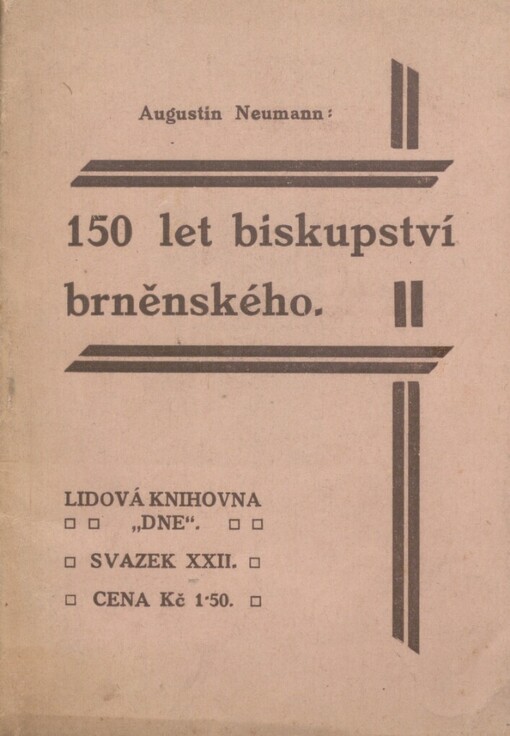 Augustin Neumann:
150 let biskupství
brněnského.
LIDOVÁ KNIHOVNA
„DNE“.
SVAZEK XXII.
CENA Kč 1·50.